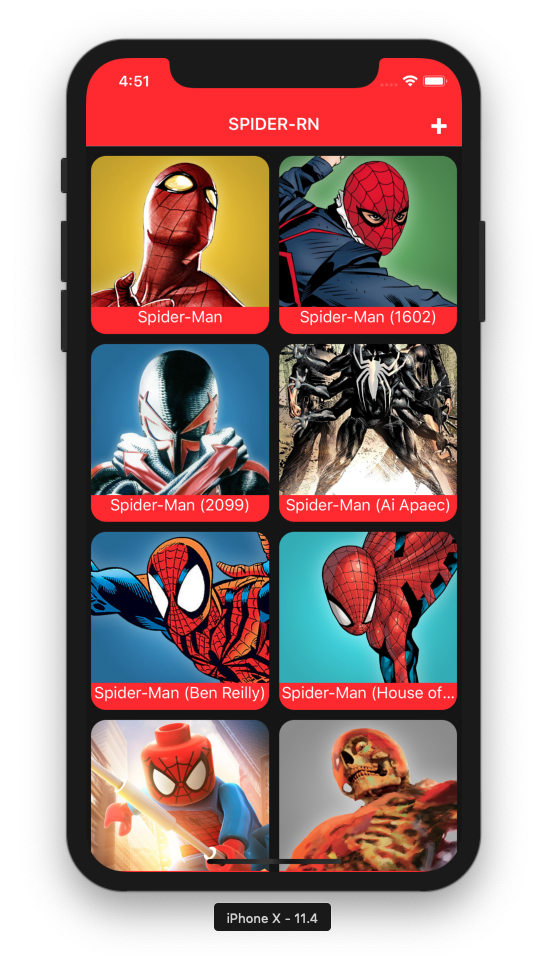 4:51
SPIDER-RN
+
Spider-Man
Spider-Man (1602)
Spider-Man (2099)
Spider-Man (Ai Apaec)
Spider-Man (Ben Reilly)
Spider-Man (House of...
iPhone X - 11.4